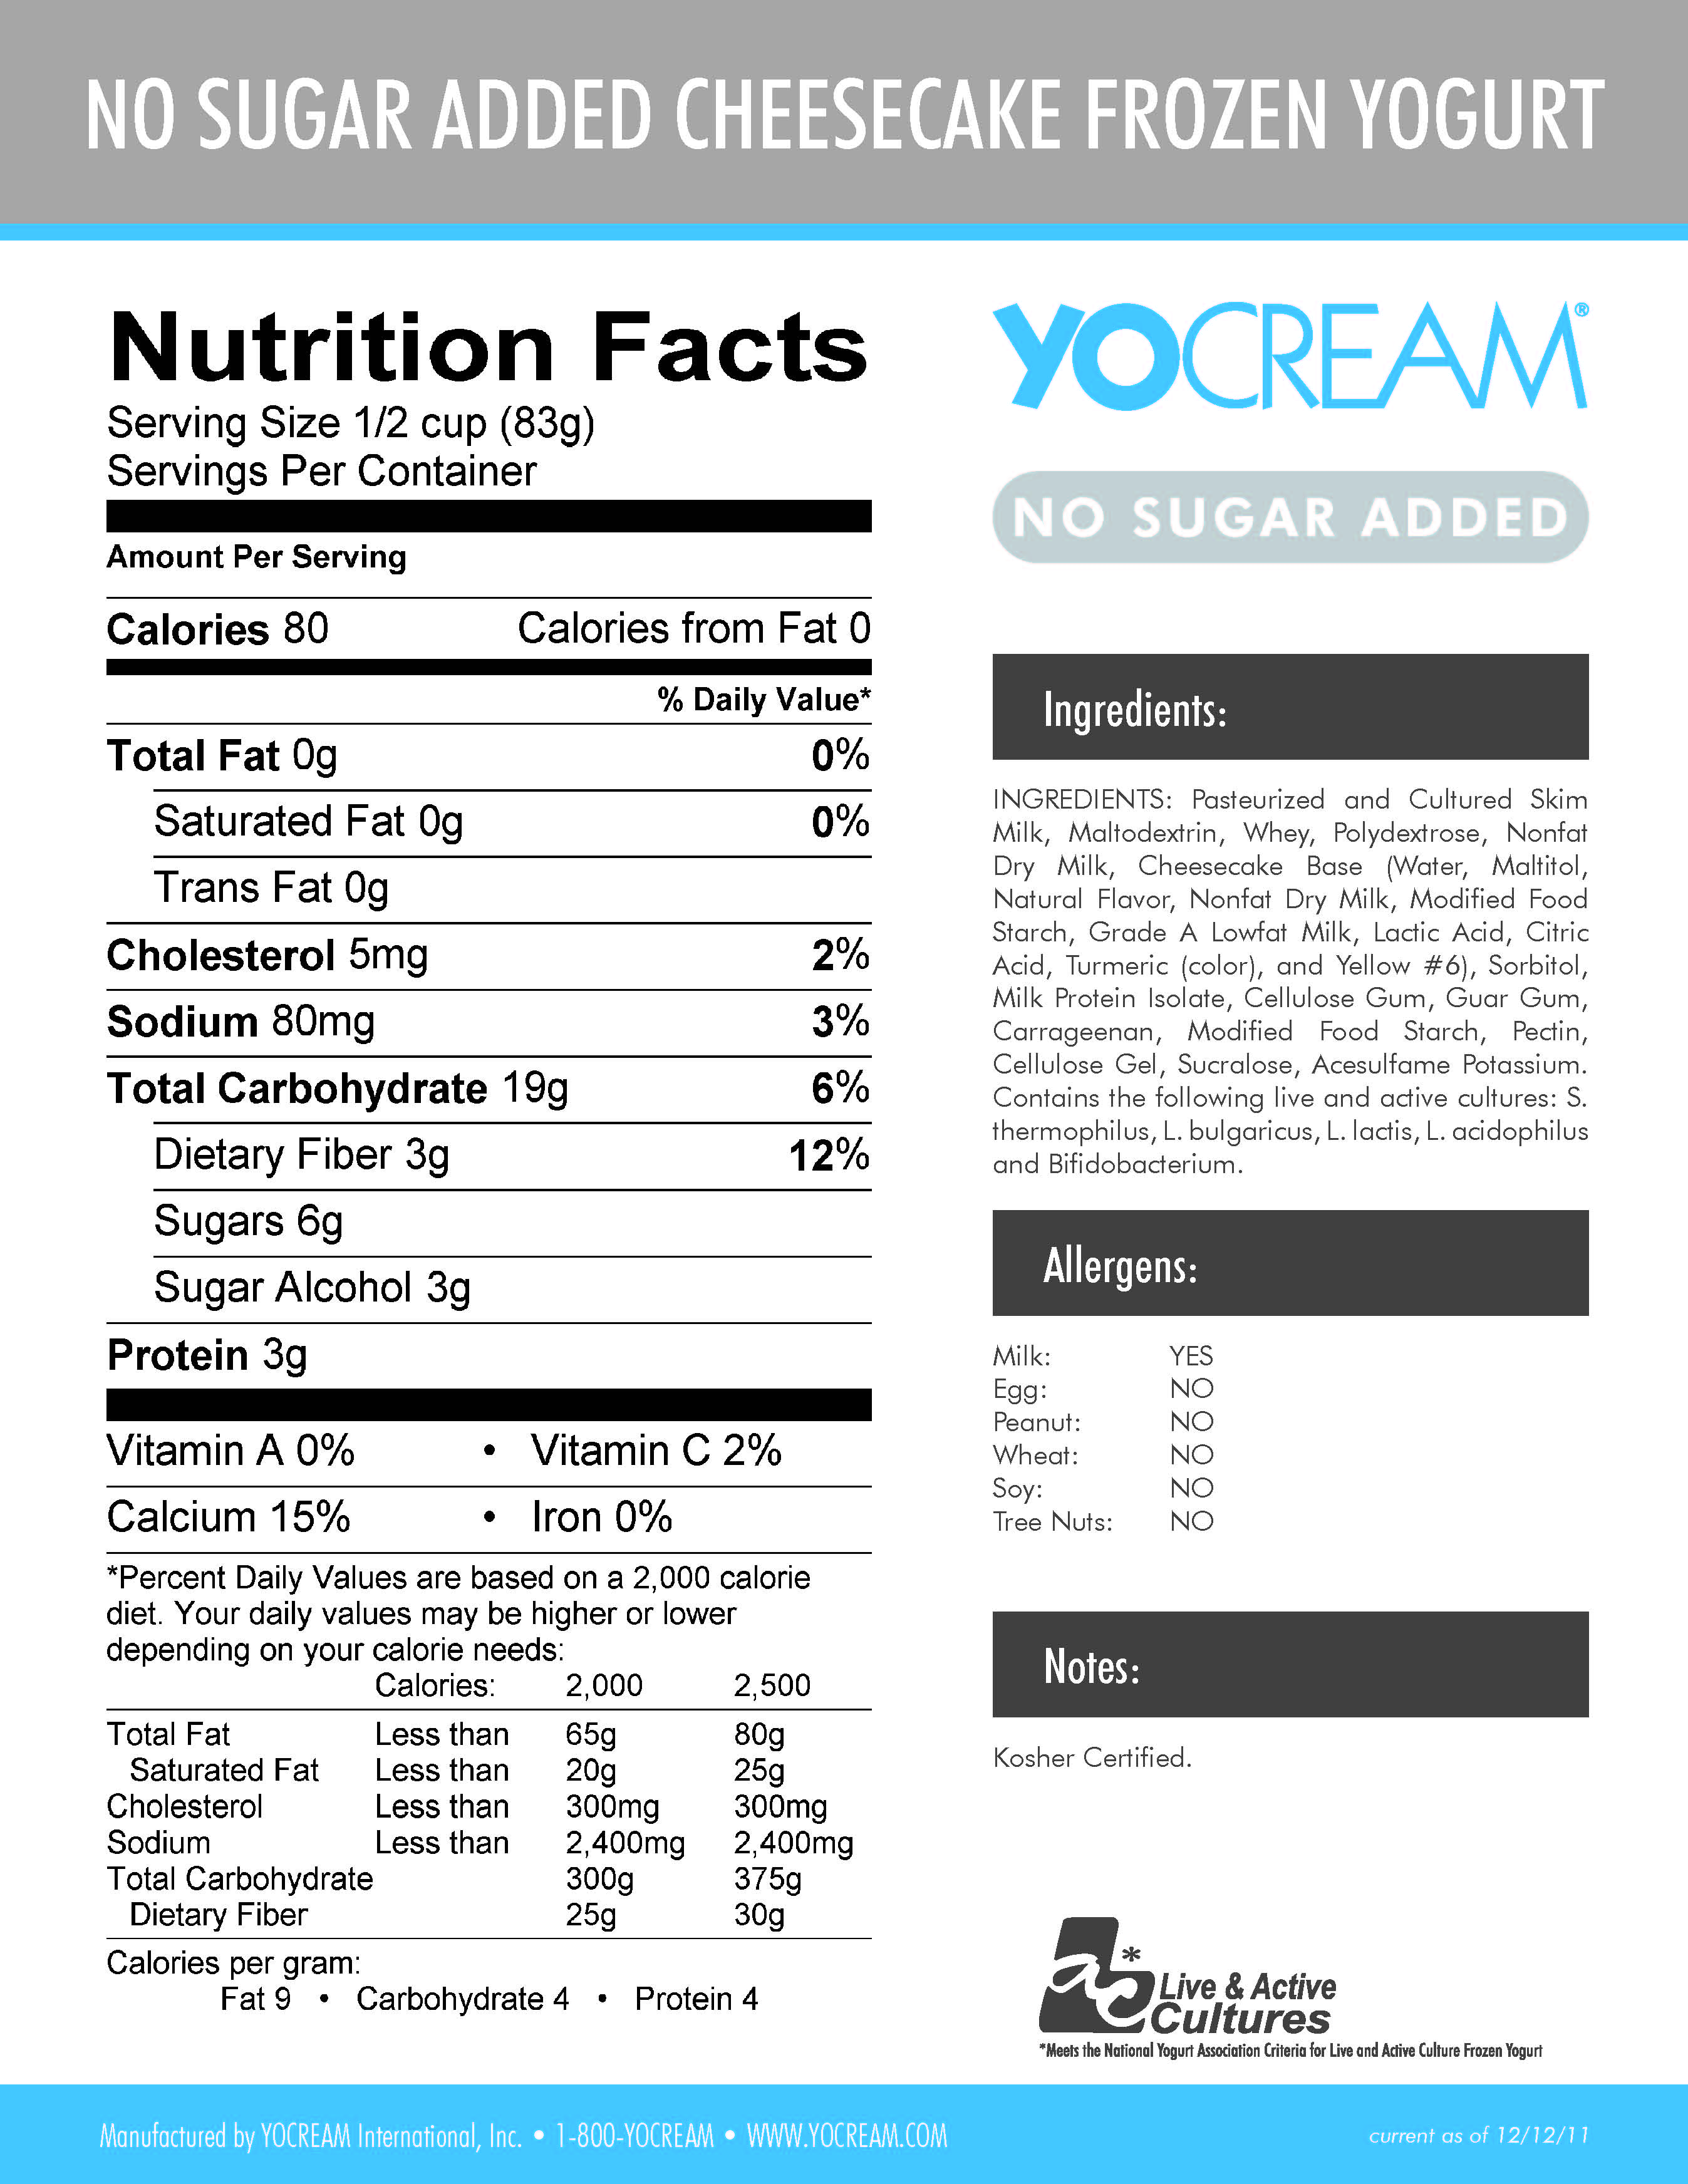 NO SUGAR ADDED CHEESECAKE FROZEN YOGURT
Nutrition Facts
Serving Size 1/2 cup (83g)
Servings Per Container
Amount Per Serving
Calories 80 Calories from Fat 0
% Daily Value*
Total Fat 0g 0%
Saturated Fat 0g 0%
Trans Fat 0g
Cholesterol 5mg 2%
Sodium 80mg 3%
Total Carbohydrate 19g 6%
Dietary Fiber 3g 12%
Sugars 6g
Sugar Alcohol 3g
Protein 3g
Vitamin A 0% • Vitamin C 2%
Calcium 15% • Iron 0%
*Percent Daily Values are based on a 2,000 calorie
diet. Your daily values may be higher or lower
depending on your calorie needs:
Calories: 2,000 2,500
Total Fat Less than 65g 80g
Saturated Fat Less than 20g 25g
Cholesterol Less than 300mg 300mg
Sodium Less than 2,400mg 2,400mg
Total Carbohydrate 300g 375g
Dietary Fiber 25g 30g
Calories per gram:
Fat 9 • Carbohydrate 4 • Protein 4
YOCREAM®
NO SUGAR ADDED
Ingredients:
INGREDIENTS: Pasteurized and Cultured Skim
Milk, Maltodextrin, Whey, Polydextrose, Nonfat
Dry Milk, Cheesecake Base (Water, Maltitol,
Natural Flavor, Nonfat Dry Milk, Modified Food
Starch, Grade A Lowfat Milk, Lactic Acid, Citric
Acid, Turmeric (color), and Yellow #6), Sorbitol,
Milk Protein Isolate, Cellulose Gum, Guar Gum,
Carrageenan, Modified Food Starch, Pectin,
Cellulose Gel, Sucralose, Acesulfame Potassium.
Contains the following live and active cultures: S.
thermophilus, L. bulgaricus, L. lactis, L. acidophilus
and Bifidobacterium.
Allergens:
Milk: YES
Egg: NO
Peanut: NO
Wheat: NO
Soy: NO
Tree Nuts: NO
Notes:
Kosher Certified.
ac*
Live & Active
Cultures
*Meets the National Yogurt Association Criteria for Live and Active Culture Frozen Yogurt
Manufactured by YOCREAM International, Inc. • 1-800-YOCREAM • WWW.YOCREAM.COM
current as of 12/12/11